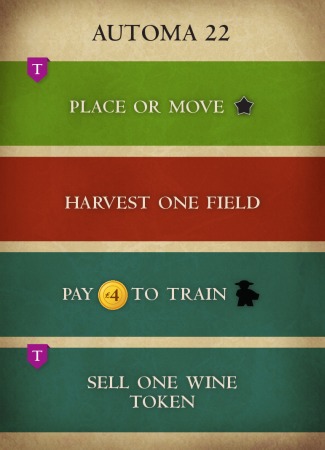 AUTOMA 22
T
PLACE OR MOVE
HARVEST ONE FIELD
PAY 4 TO TRAIN
T
SELL ONE WINE
TOKEN